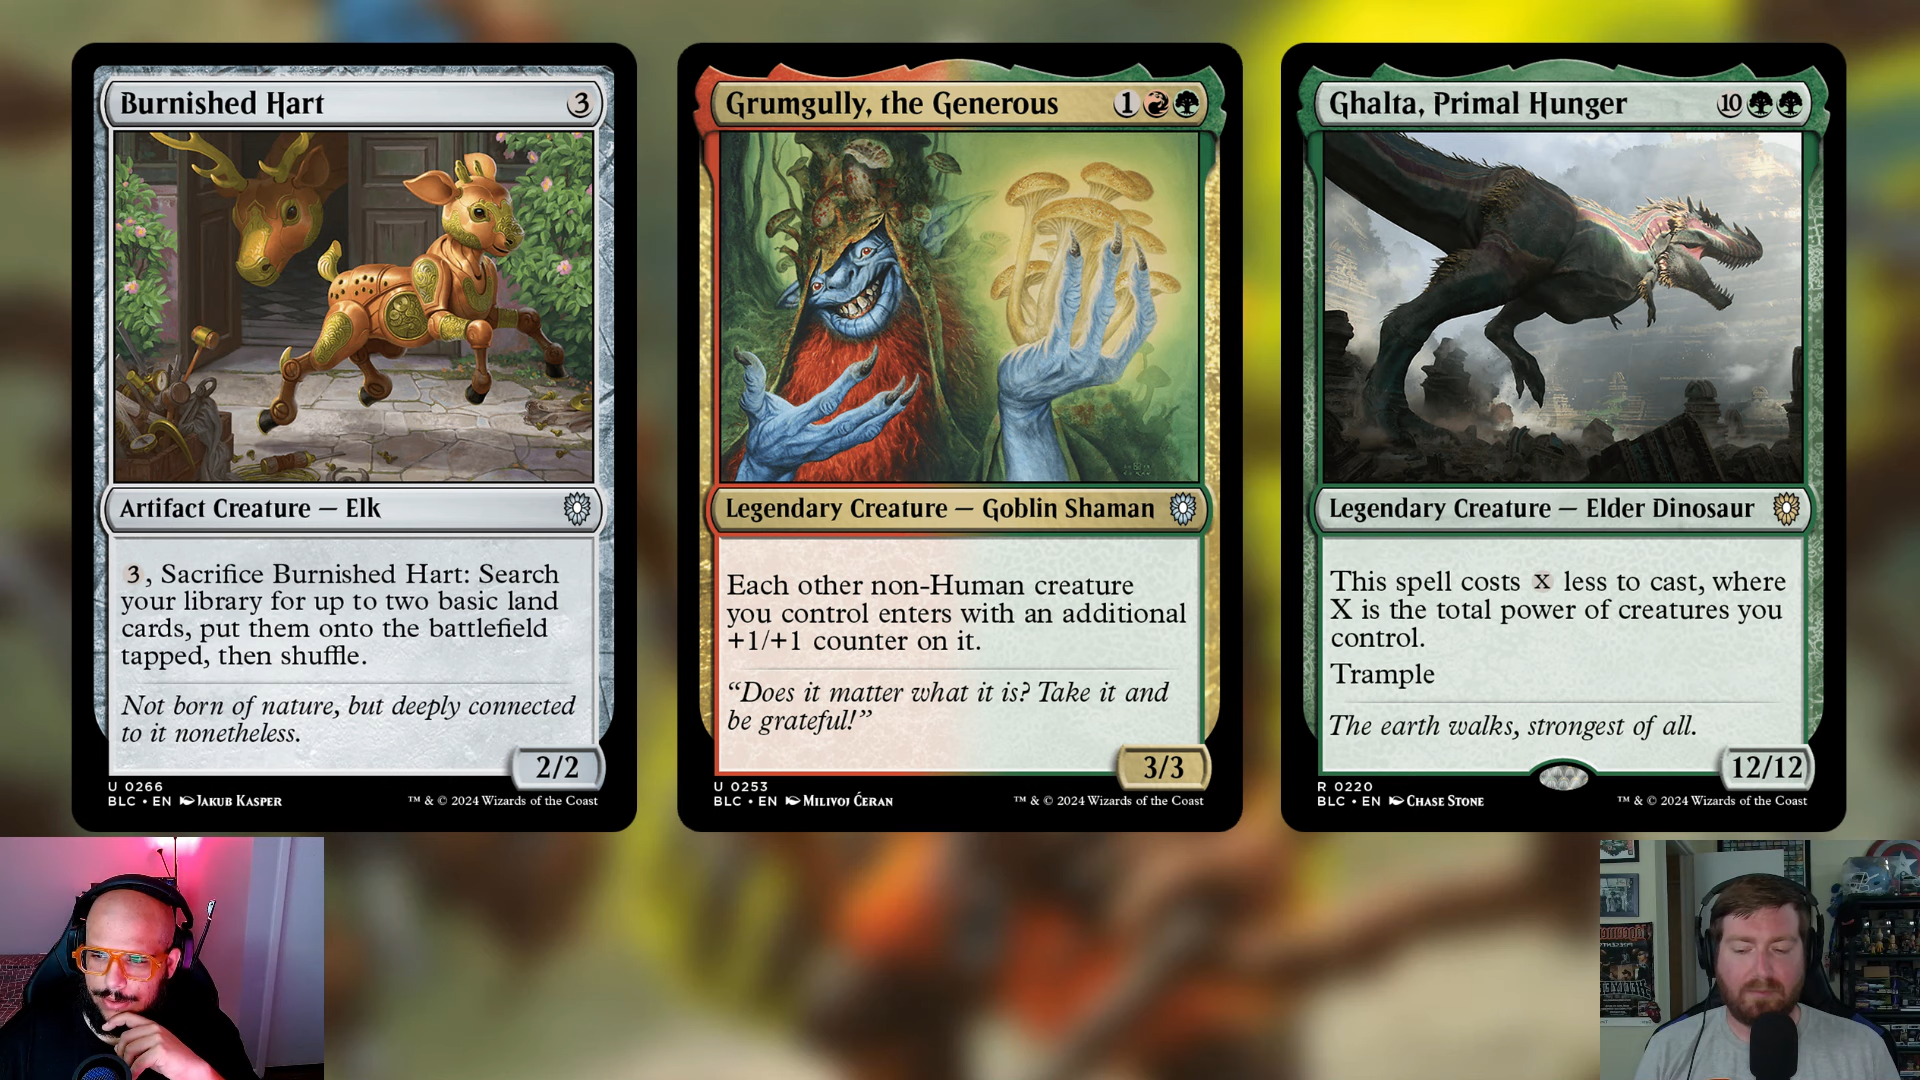 Burnished Hart
3
Artifact Creature — Elk
3, Sacrifice Burnished Hart: Search
your library for up to two basic land
cards, put them onto the battlefield
tapped, then shuffle.
Not born of nature, but deeply connected
to it nonetheless.
2/2
U 0266
BLC • EN JAKUB KASPER
™ & © 2024 Wizards of the Coast
Grumgully, the Generous
1
Legendary Creature — Goblin Shaman
Each other non-Human creature
you control enters with an additional
+1/+1 counter on it.
“Does it matter what it is? Take it and
be grateful!”
3/3
U 0253
BLC • EN MILIVOJ ĆERAN
™ & © 2024 Wizards of the Coast
Ghalta, Primal Hunger
10
Legendary Creature — Elder Dinosaur
This spell costs X less to cast, where
X is the total power of creatures you
control.
Trample
The earth walks, strongest of all.
12/12
R 0220
BLC • EN CHASE STONE
™ & © 2024 Wizards of the Coast